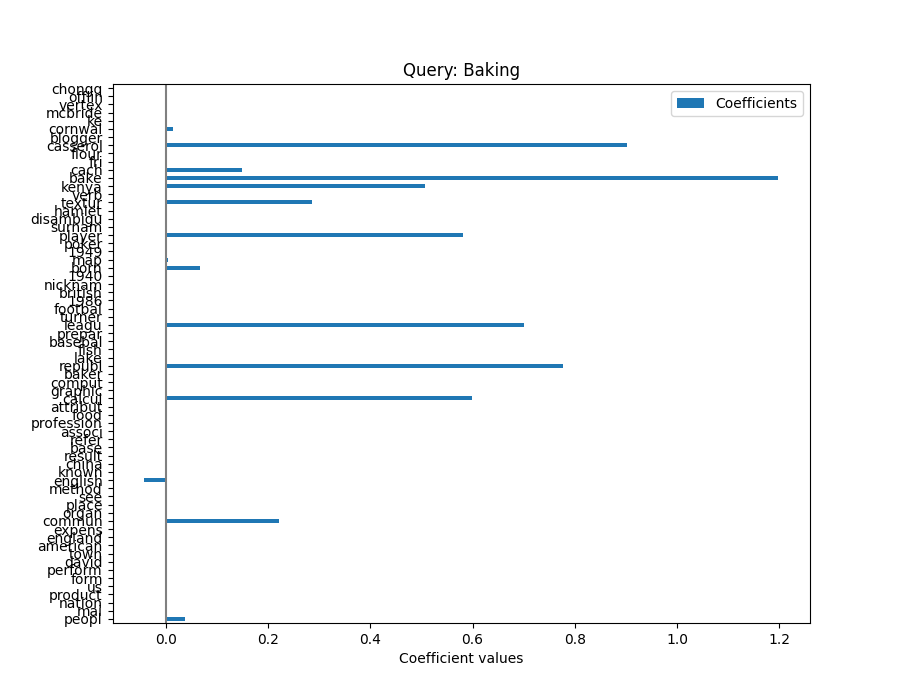 Query: Baking
Coefficients
chongq
vertex
mcbride
ke
cornwal
blogger
casserol
flour
fri
cach
bake
kenya
verb
textur
hamlet
disambigu
surnam
player
poker
1949
map
born
1940
nicknam
british
1986
footbal
turner
leagu
prepar
basebal
fish
lake
republ
baker
comput
graphic
calcul
attribut
food
profession
associ
refer
base
result
china
known
english
method
see
place
organ
commun
expens
england
american
town
david
perform
form
us
product
nation
mai
peopl
0.0 0.2 0.4 0.6 0.8 1.0 1.2
Coefficient values